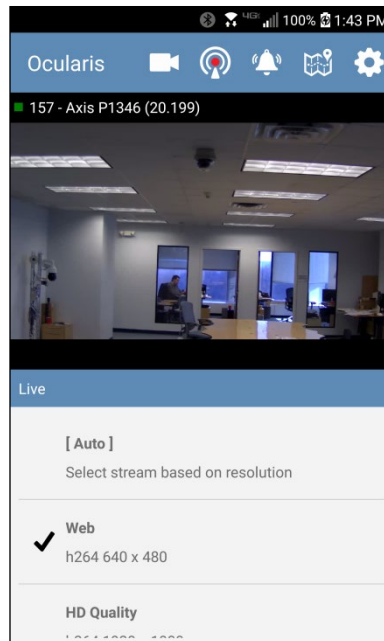 4G 100% 1:43 PM
Ocularis
157 - Axis P1346 (20.199)
Live
[ Auto ]
Select stream based on resolution
Web
h264 640 x 480
HD Quality